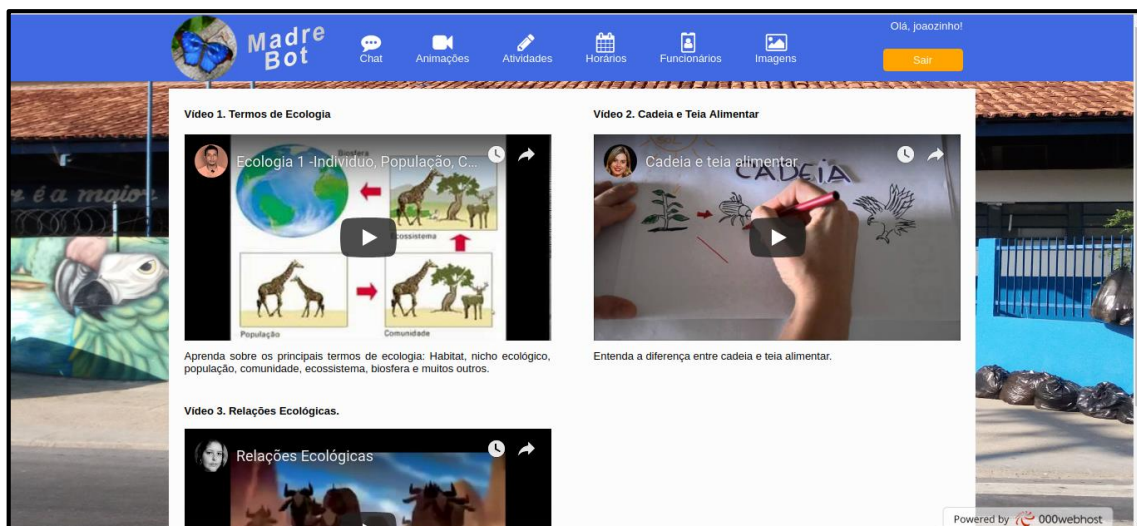 Madre
Bot
Chat
Animações
Atividades
Horários
Funcionários
Imagens
Olá, joaozinho!
Sair
é a maior
Vídeo 1. Termos de Ecologia
Ecologia 1 -Individuo, População, C...
Biosfera
Ecossistema
População
Comunidade
Aprenda sobre os principais termos de ecologia: Habitat, nicho ecológico,
população, comunidade, ecossistema, biosfera e muitos outros.
Vídeo 2. Cadeia e Teia Alimentar
Cadeia e teia alimentar
CADEIA
Entenda a diferença entre cadeia e teia alimentar.
Vídeo 3. Relações Ecológicas.
Relações Ecológicas
Powered by 000webhost